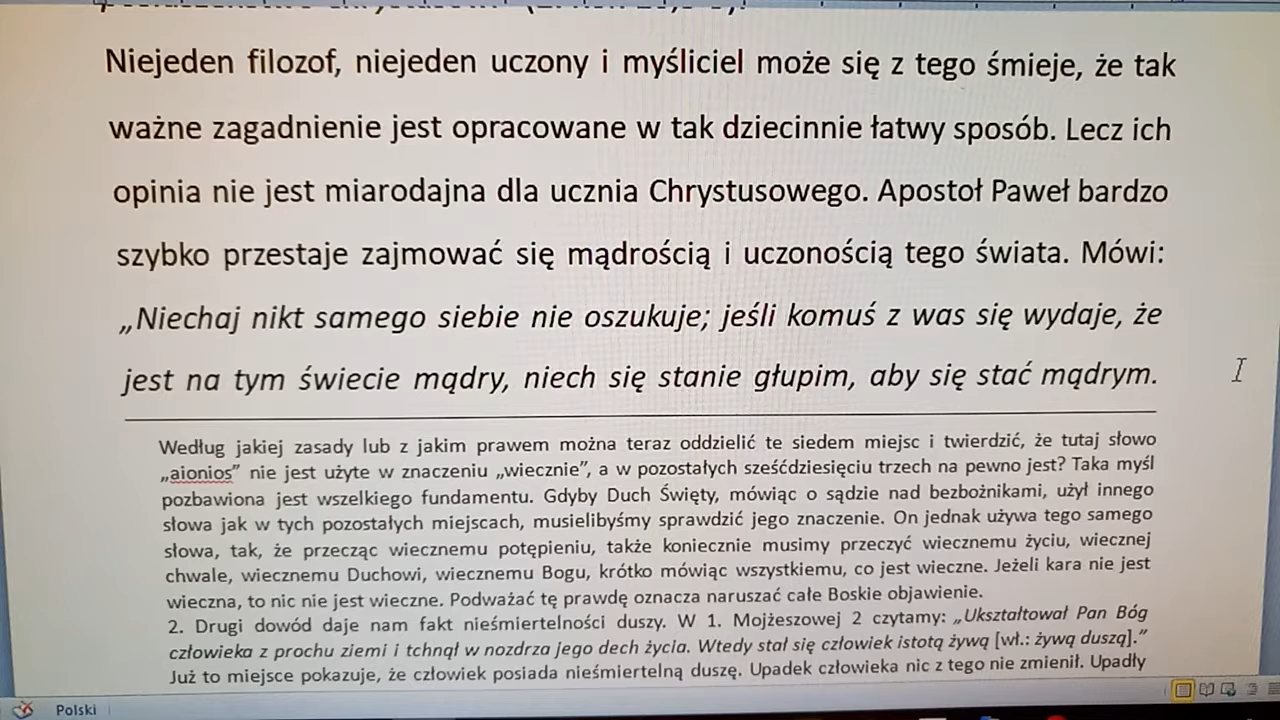 Niejeden filozof, niejeden uczony i myśliciel może się z tego śmieje, że tak
ważne zagadnienie jest opracowane w tak dziecinnie łatwy sposób. Lecz ich
opinia nie jest miarodajna dla ucznia Chrystusowego. Apostoł Paweł bardzo
szybko przestaje zajmować się mądrością i uczonością tego świata. Mówi:
„Niechaj nikt samego siebie nie oszukuje; jeśli komuś z was się wydaje, że
jest na tym świecie mądry, niech się stanie głupim, aby się stać mądrym.
Według jakiej zasady lub z jakim prawem można teraz oddzielić te siedem miejsc i twierdzić, że tutaj słowo
„aionios” nie jest użyte w znaczeniu „wiecznie”, a w pozostałych sześćdziesięciu trzech na pewno jest? Taka myśl
pozbawiona jest wszelkiego fundamentu. Gdyby Duch Święty, mówiąc o sądzie nad bezbożnikami, użył innego
słowa jak w tych pozostałych miejscach, musielibyśmy sprawdzić jego znaczenie. On jednak używa tego samego
słowa, tak, że przecząc wiecznemu potępieniu, także koniecznie musimy przeczyć wiecznemu życiu, wiecznej
chwale, wiecznemu Duchowi, wiecznemu Bogu, krótko mówiąc wszystkiemu, co jest wieczne. Jeżeli kara nie jest
wieczna, to nic nie jest wieczne. Podważać tę prawdę oznacza naruszać całe Boskie objawienie.
2. Drugi dowód daje nam fakt nieśmiertelności duszy. W 1. Mojżeszowej 2 czytamy: „Ukształtował Pan Bóg
człowieka z prochu ziemi i tchnął w nozdrza jego dech życia. Wtedy stał się człowiek istotą żywą [wł.: żywą duszą].”
Już to miejsce pokazuje, że człowiek posiada nieśmiertelną duszę. Upadek człowieka nic z tego nie zmienił. Upadły
Polski